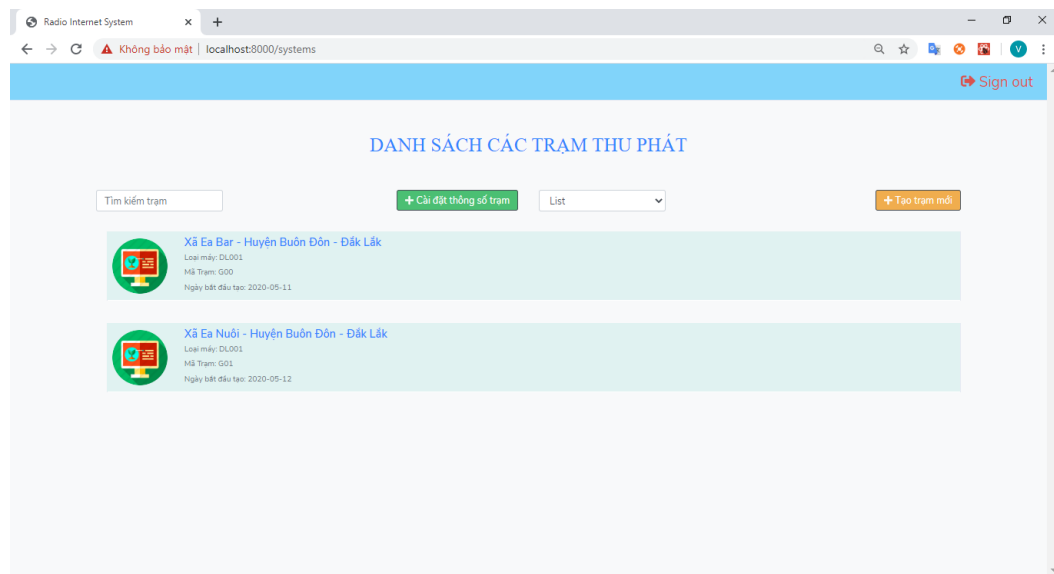 Radio Internet System
Không bảo mật | localhost:8000/systems
V
Sign out
DANH SÁCH CÁC TRẠM THU PHÁT
Tìm kiếm trạm
+ Cài đặt thông số trạm
List
+ Tạo trạm mới
Xã Ea Bar - Huyện Buôn Đôn - Đắk Lắk
Loại máy: DL001
Mã Trạm: G00
Ngày bắt đầu tạo: 2020-05-11
Xã Ea Nuôi - Huyện Buôn Đôn - Đắk Lắk
Loại máy: DL001
Mã Trạm: G01
Ngày bắt đầu tạo: 2020-05-12